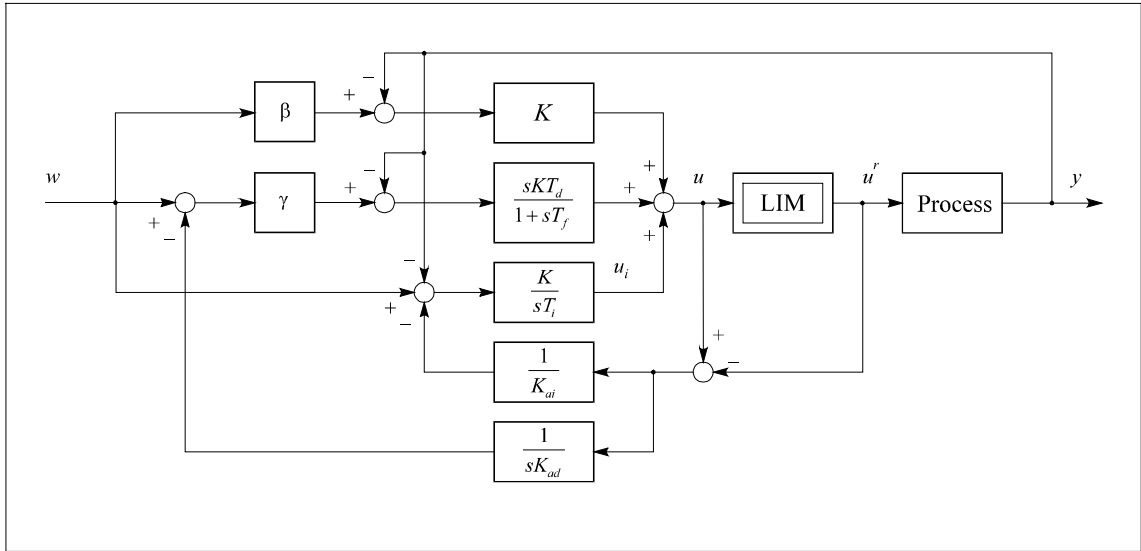 −
+
β
K
w
−
+
γ
sKT_d
1 + sT_f
+
+
u
LIM
u^r
Process
y
+
−
+
−
u_i
+
−
K
sT_i
1
K_ai
+
−
1
sK_ad